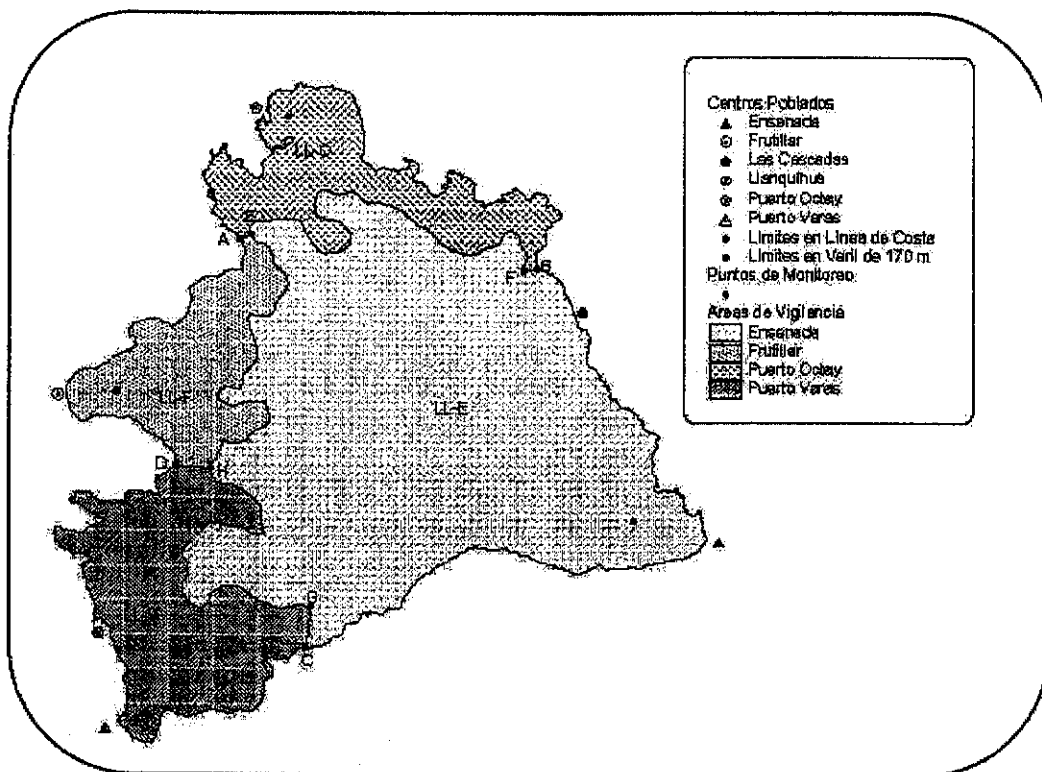 Centros Poblados
Ensenada
Frutillar
Las Cascadas
Llanquihue
Puerto Octay
Puerto Varas
Limites en Linea de Costa
Limites en Veril de 170 m
Puntos de Monitoreo
Areas de Vigilancia
Ensenada
Frutillar
Puerto Octay
Puerto Varas
A
E
F
B
LL-F
LL-E
D
H
G
C